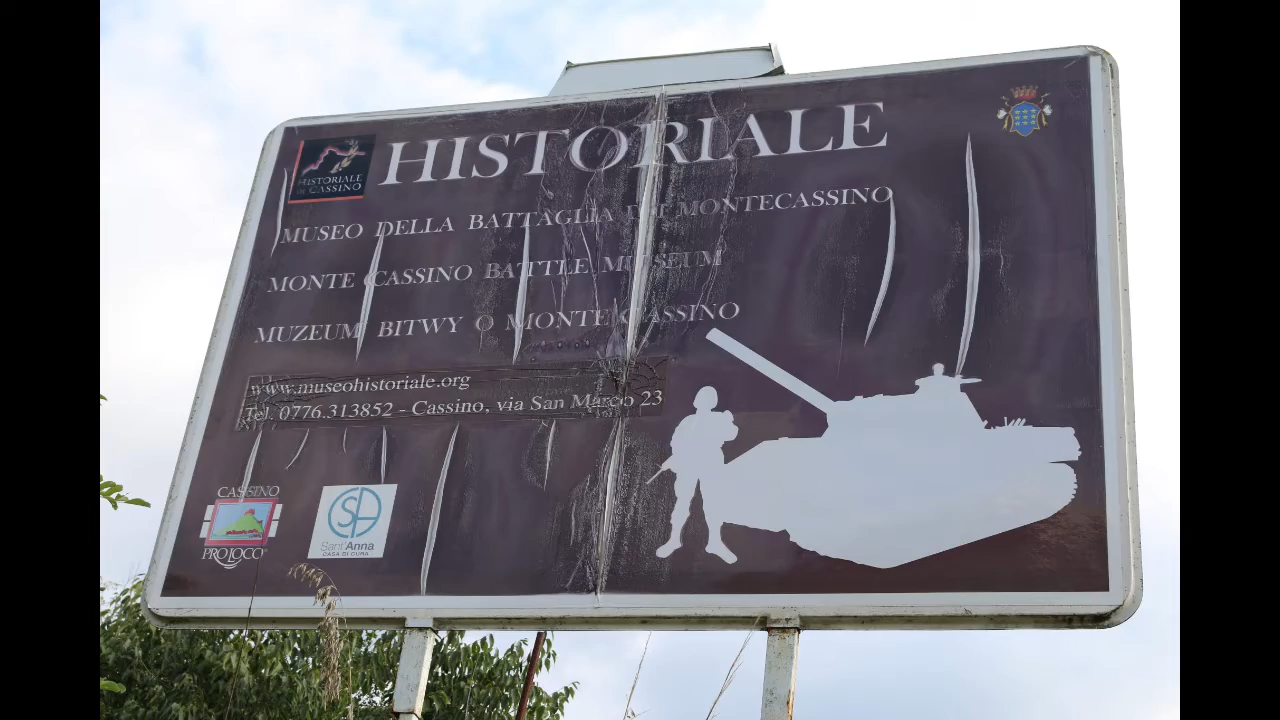 HISTORIALE
HISTORIALE
DI CASSINO
MUSEO DELLA BATTAGLIA DI MONTECASSINO
MONTE CASSINO BATTLE MUSEUM
MUZEUM BITWY O MONTE CASSINO
www.museohistoriale.org
Tel. 0776.313852 - Cassino, via San Marco 23
CASSINO
PRO LOCO
SA
Sant'Anna
CASA DI CURA